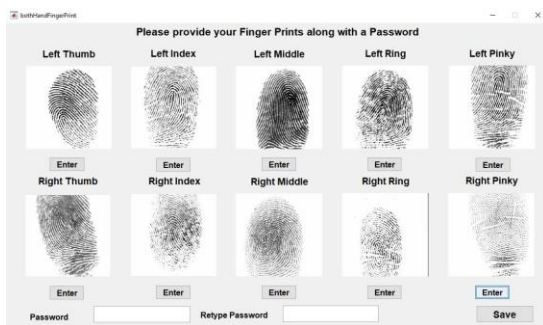 bothHandFingerPrint
Please provide your Finger Prints along with a Password
Left Thumb Left Index Left Middle Left Ring Left Pinky
Enter Enter Enter Enter Enter
Right Thumb Right Index Right Middle Right Ring Right Pinky
Enter Enter Enter Enter Enter
Password Retype Password Save